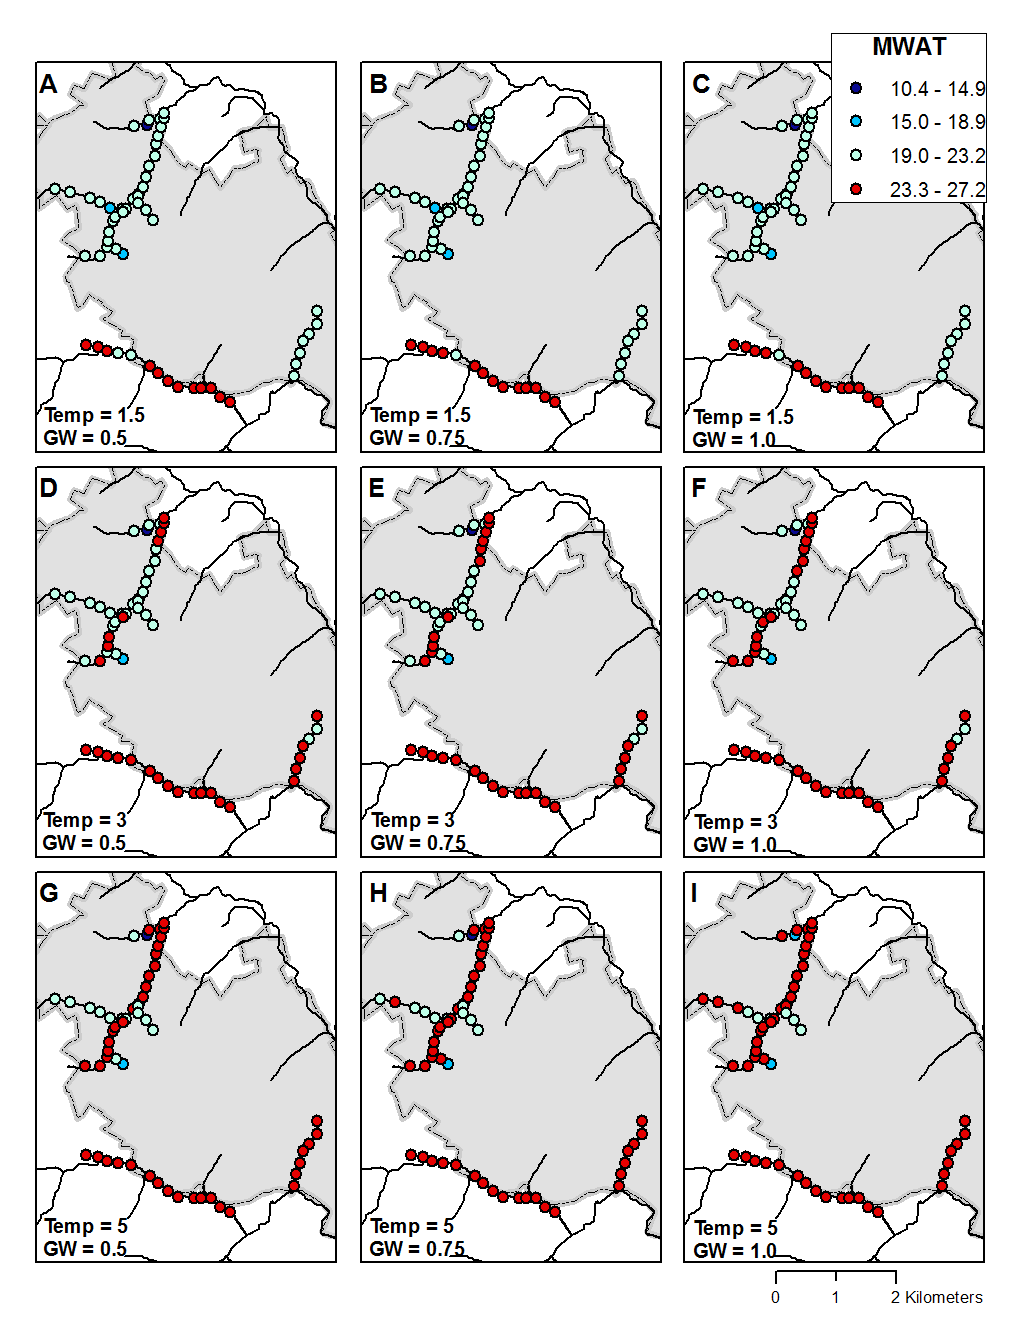 MWAT
10.4 - 14.9
15.0 - 18.9
19.0 - 23.2
23.3 - 27.2
A
Temp = 1.5
GW = 0.5
B
Temp = 1.5
GW = 0.75
C
Temp = 1.5
GW = 1.0
D
Temp = 3
GW = 0.5
E
Temp = 3
GW = 0.75
F
Temp = 3
GW = 1.0
G
Temp = 5
GW = 0.5
H
Temp = 5
GW = 0.75
I
Temp = 5
GW = 1.0
0 1 2 Kilometers